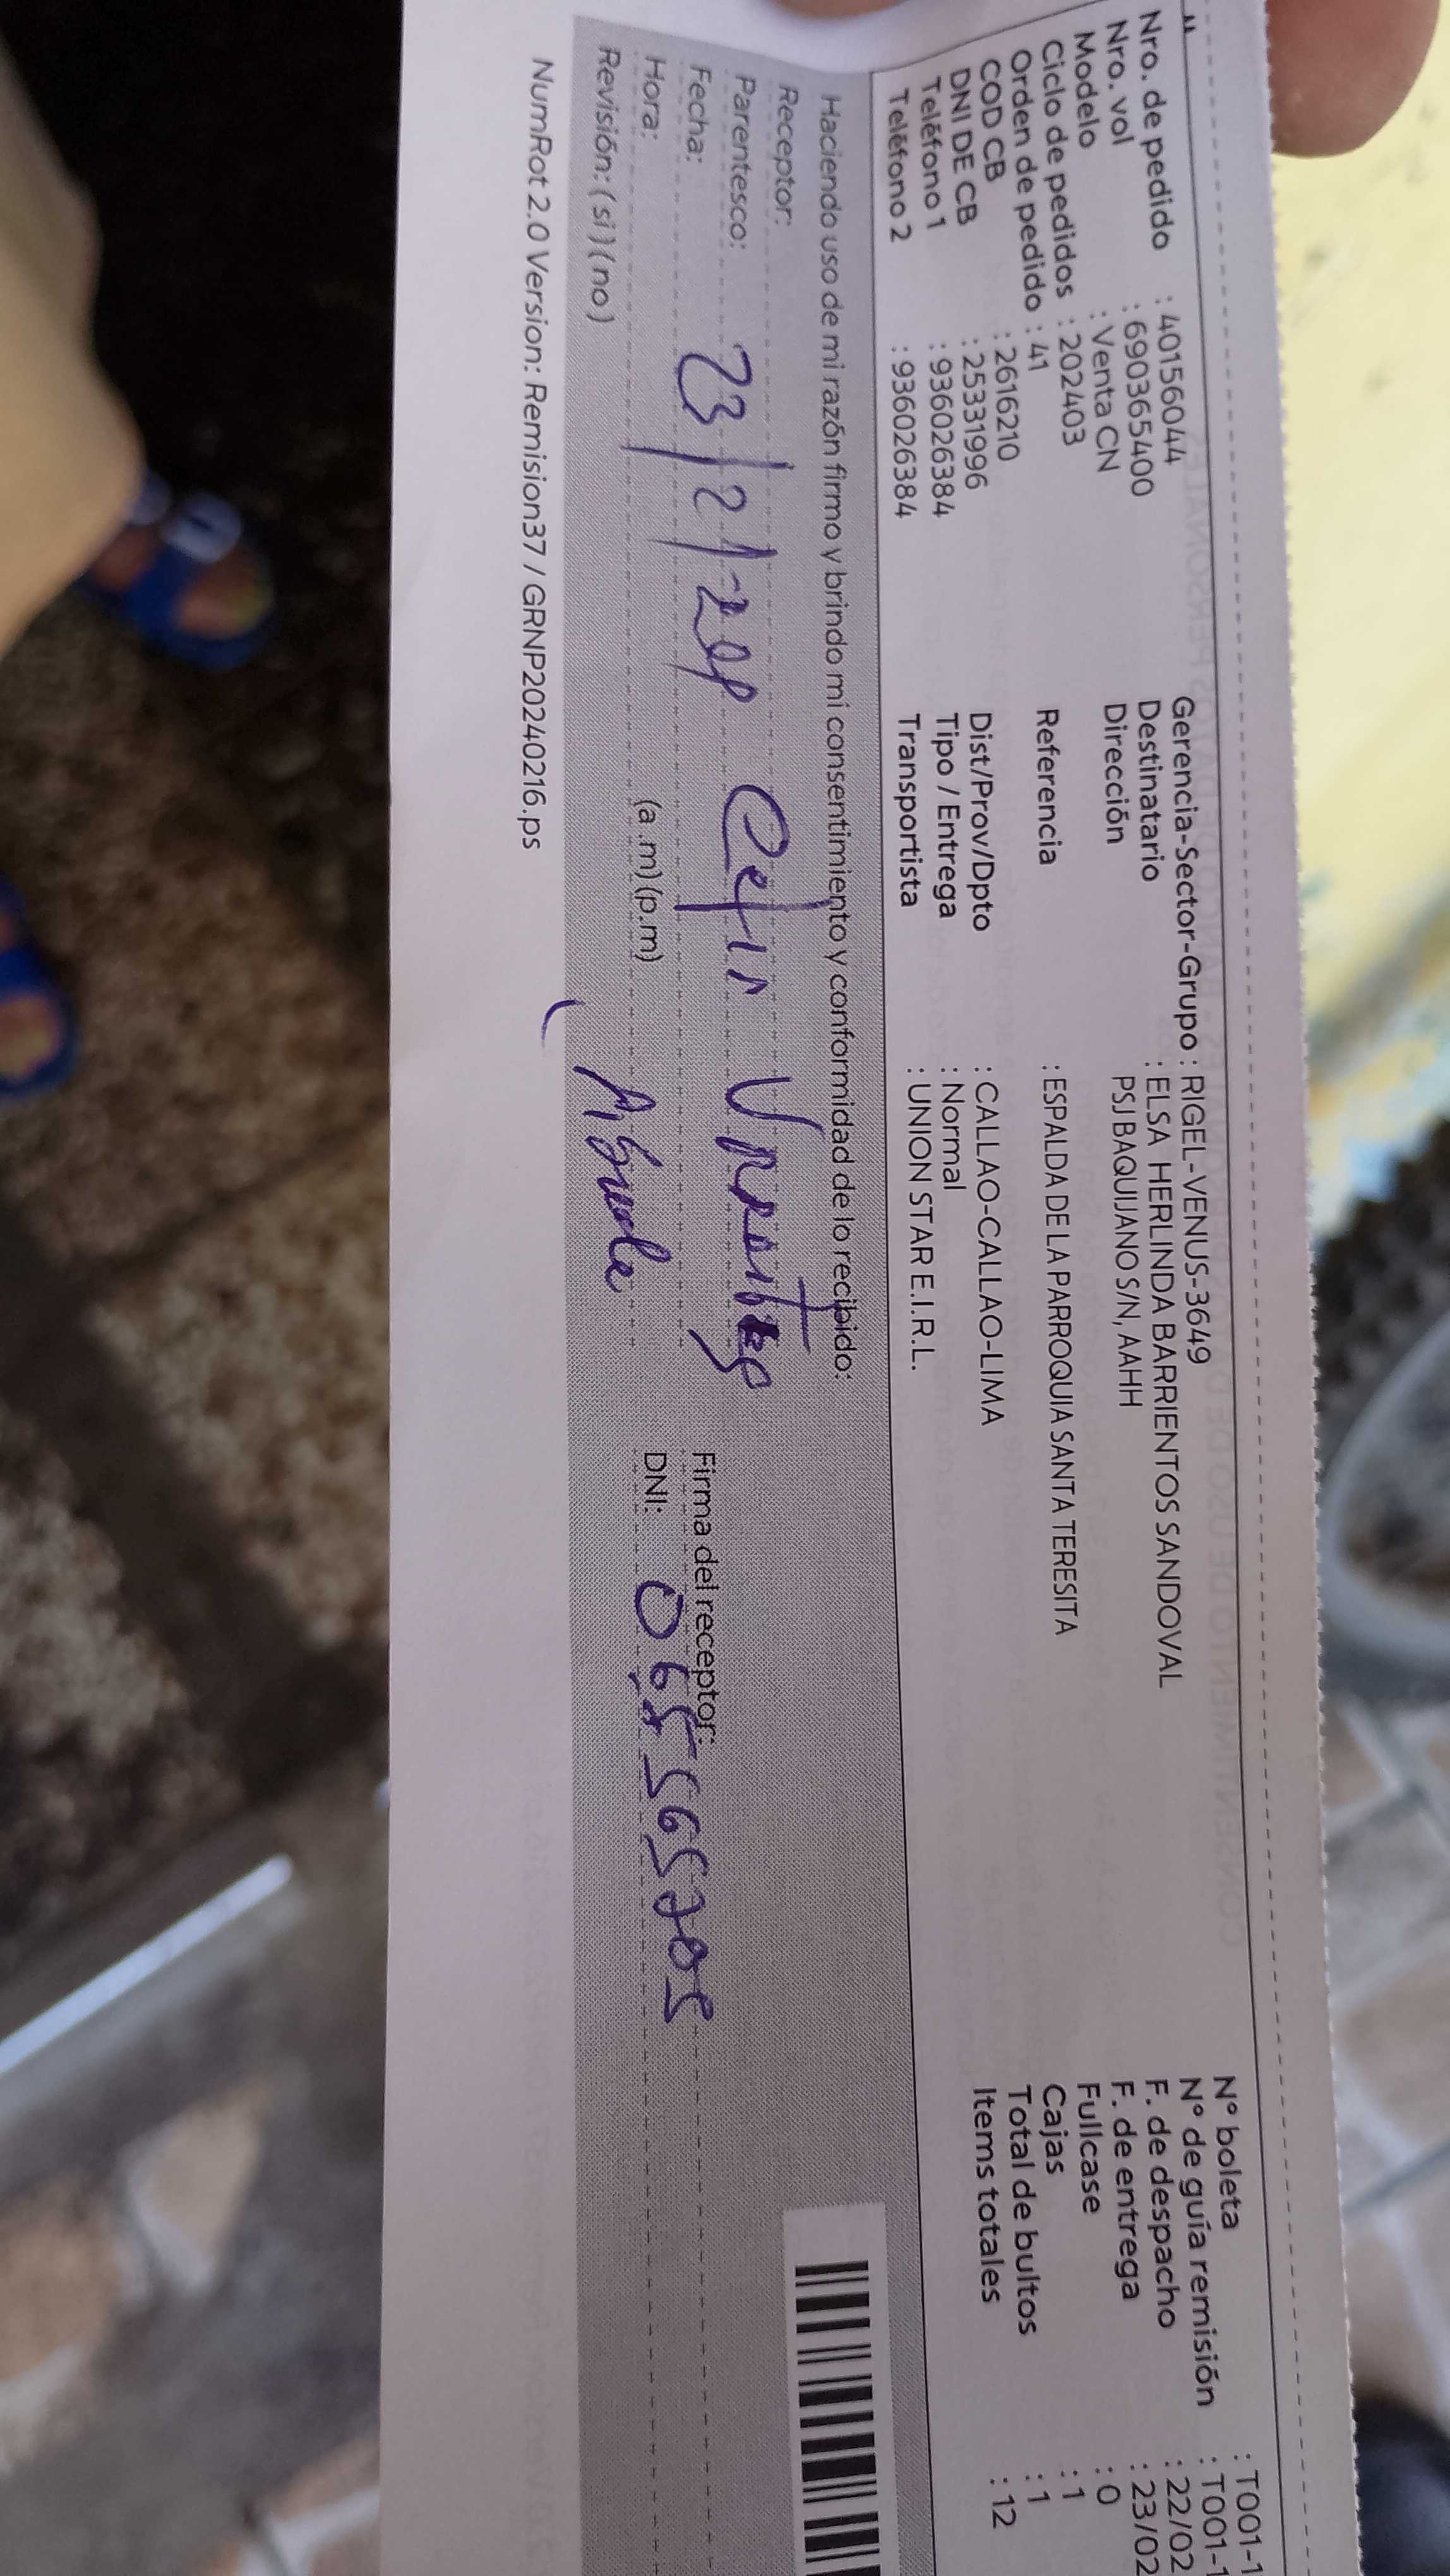 Nro. de pedido : 40156044
Nro. vol : 690365400
Modelo : Venta CN
Ciclo de pedidos : 202403
Orden de pedido : 41
COD CB : 2616210
DNI DE CB : 25331996
Teléfono 1 : 936026384
Teléfono 2 : 936026384
Gerencia-Sector-Grupo : RIGEL-VENUS-3649
Destinatario : ELSA HERLINDA BARRIENTOS SANDOVAL
Dirección PSJ BAQUIJANO S/N, AAHH
Referencia : ESPALDA DE LA PARROQUIA SANTA TERESITA
Dist/Prov/Dpto : CALLAO-CALLAO-LIMA
Tipo / Entrega : Normal
Transportista : UNION STAR E.I.R.L.
N° boleta : T001-1
N° de guía remisión : T001-1
F. de despacho : 22/02
F. de entrega : 23/02
Fullcase : 0
Cajas : 1
Total de bultos : 1
Items totales : 12
Haciendo uso de mi razón firmo y brindo mi consentimiento y conformidad de lo recibido:
Receptor:
Parentesco:
Fecha: 23/2/
Hora: (a .m) (p.m)
Revisión: ( si ) ( no )
Firma del receptor:
DNI:
NumRot 2.0 Version: Remision37 / GRNP20240216.ps